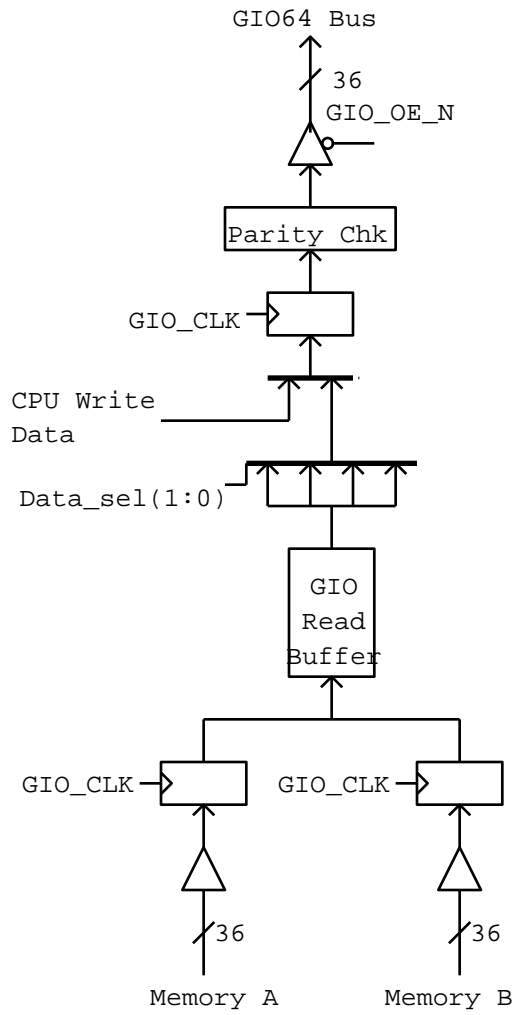 GIO64 Bus
36
GIO_OE_N
Parity Chk
GIO_CLK
CPU Write
Data
Data_sel(1:0)
GIO
Read
Buffer
GIO_CLK
GIO_CLK
36
36
Memory A
Memory B